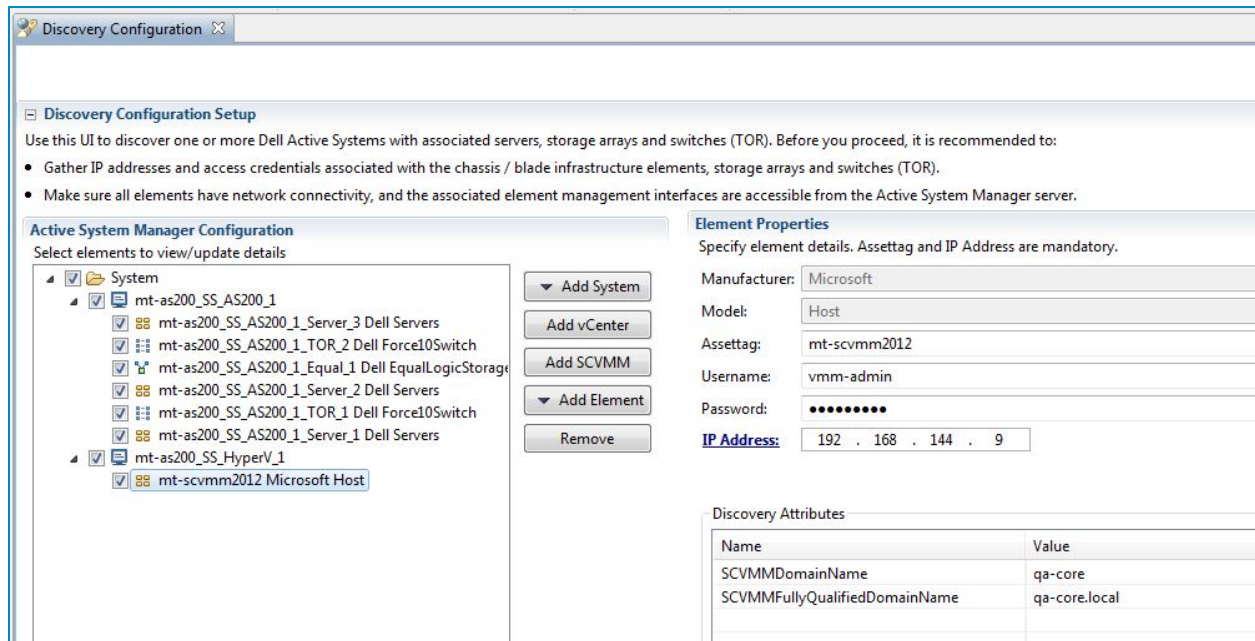 Discovery Configuration
Discovery Configuration Setup
Use this UI to discover one or more Dell Active Systems with associated servers, storage arrays and switches (TOR). Before you proceed, it is recommended to:
• Gather IP addresses and access credentials associated with the chassis / blade infrastructure elements, storage arrays and switches (TOR).
• Make sure all elements have network connectivity, and the associated element management interfaces are accessible from the Active System Manager server.
Active System Manager Configuration
Select elements to view/update details
System
mt-as200_SS_AS200_1
mt-as200_SS_AS200_1_Server_3 Dell Servers
mt-as200_SS_AS200_1_TOR_2 Dell Force10Switch
mt-as200_SS_AS200_1_Equal_1 Dell EqualLogicStorage
mt-as200_SS_AS200_1_Server_2 Dell Servers
mt-as200_SS_AS200_1_TOR_1 Dell Force10Switch
mt-as200_SS_AS200_1_Server_1 Dell Servers
mt-as200_SS_HyperV_1
mt-scvmm2012 Microsoft Host
Add System
Add vCenter
Add SCVMM
Add Element
Remove
Element Properties
Specify element details. Assettag and IP Address are mandatory.
Manufacturer: Microsoft
Model: Host
Assettag: mt-scvmm2012
Username: vmm-admin
Password: •••••••••
IP Address: 192 . 168 . 144 . 9
Discovery Attributes
Name Value
SCVMMDomainName qa-core
SCVMMFullyQualifiedDomainName qa-core.local